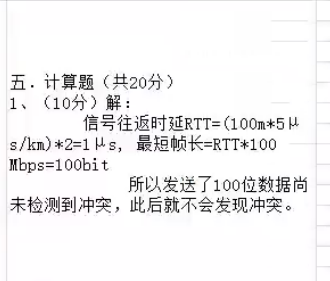 五．计算题（共20分）
1、（10分）解：
信号往返时延RTT=(100m*5μ
s/km)*2=1μs, 最短帧长=RTT*100
Mbps=100bit
所以发送了100位数据尚
未检测到冲突，此后就不会发现冲突。